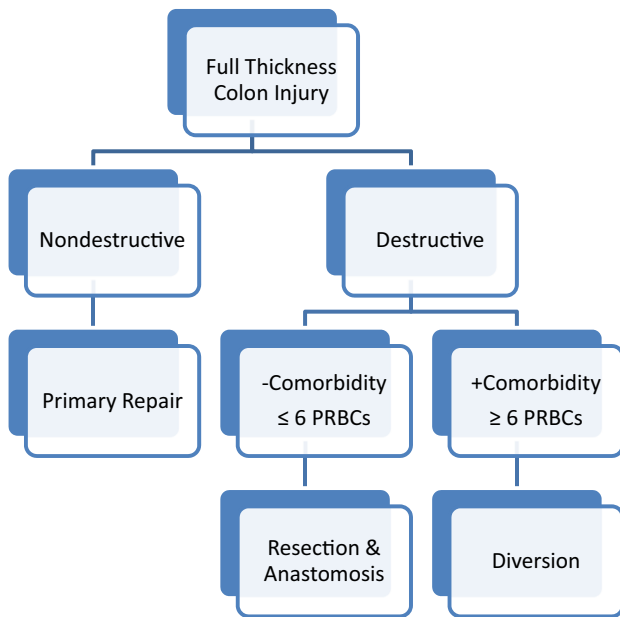 Full Thickness
Colon Injury
Nondestructive
Destructive
Primary Repair
-Comorbidity
≤ 6 PRBCs
+Comorbidity
≥ 6 PRBCs
Resection &
Anastomosis
Diversion